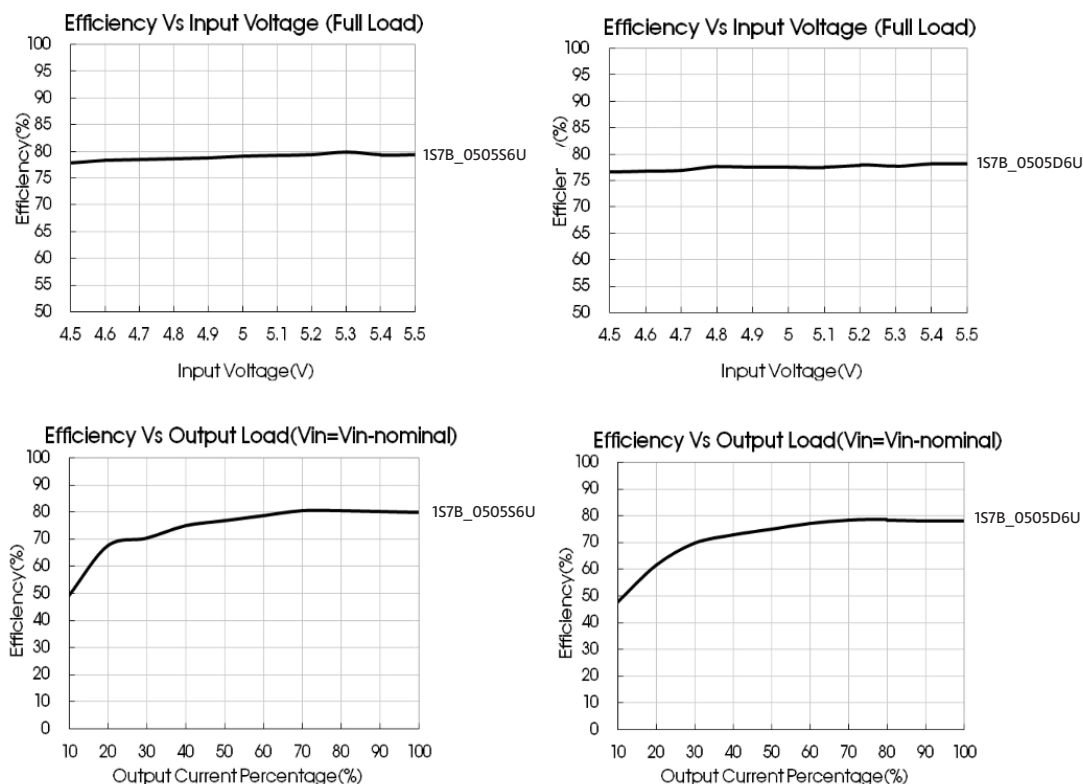 Efficiency Vs Input Voltage (Full Load)
100
95
90
85
80
75
70
65
60
55
50
Efficiency(%)
1S7B_0505S6U
4.5 4.6 4.7 4.8 4.9 5 5.1 5.2 5.3 5.4 5.5
Input Voltage(V)
Efficiency Vs Input Voltage (Full Load)
100
95
90
85
80
75
70
65
60
55
50
Efficier /(%)
1S7B_0505D6U
4.5 4.6 4.7 4.8 4.9 5 5.1 5.2 5.3 5.4 5.5
Input Voltage(V)
Efficiency Vs Output Load(Vin=Vin-nominal)
100
90
80
70
60
50
40
30
20
10
0
Efficiency(%)
1S7B_0505S6U
10 20 30 40 50 60 70 80 90 100
Output Current Percentage(%)
Efficiency Vs Output Load(Vin=Vin-nominal)
100
90
80
70
60
50
40
30
20
10
0
Efficiency(%)
1S7B_0505D6U
10 20 30 40 50 60 70 80 90 100
Output Current Percentage(%)